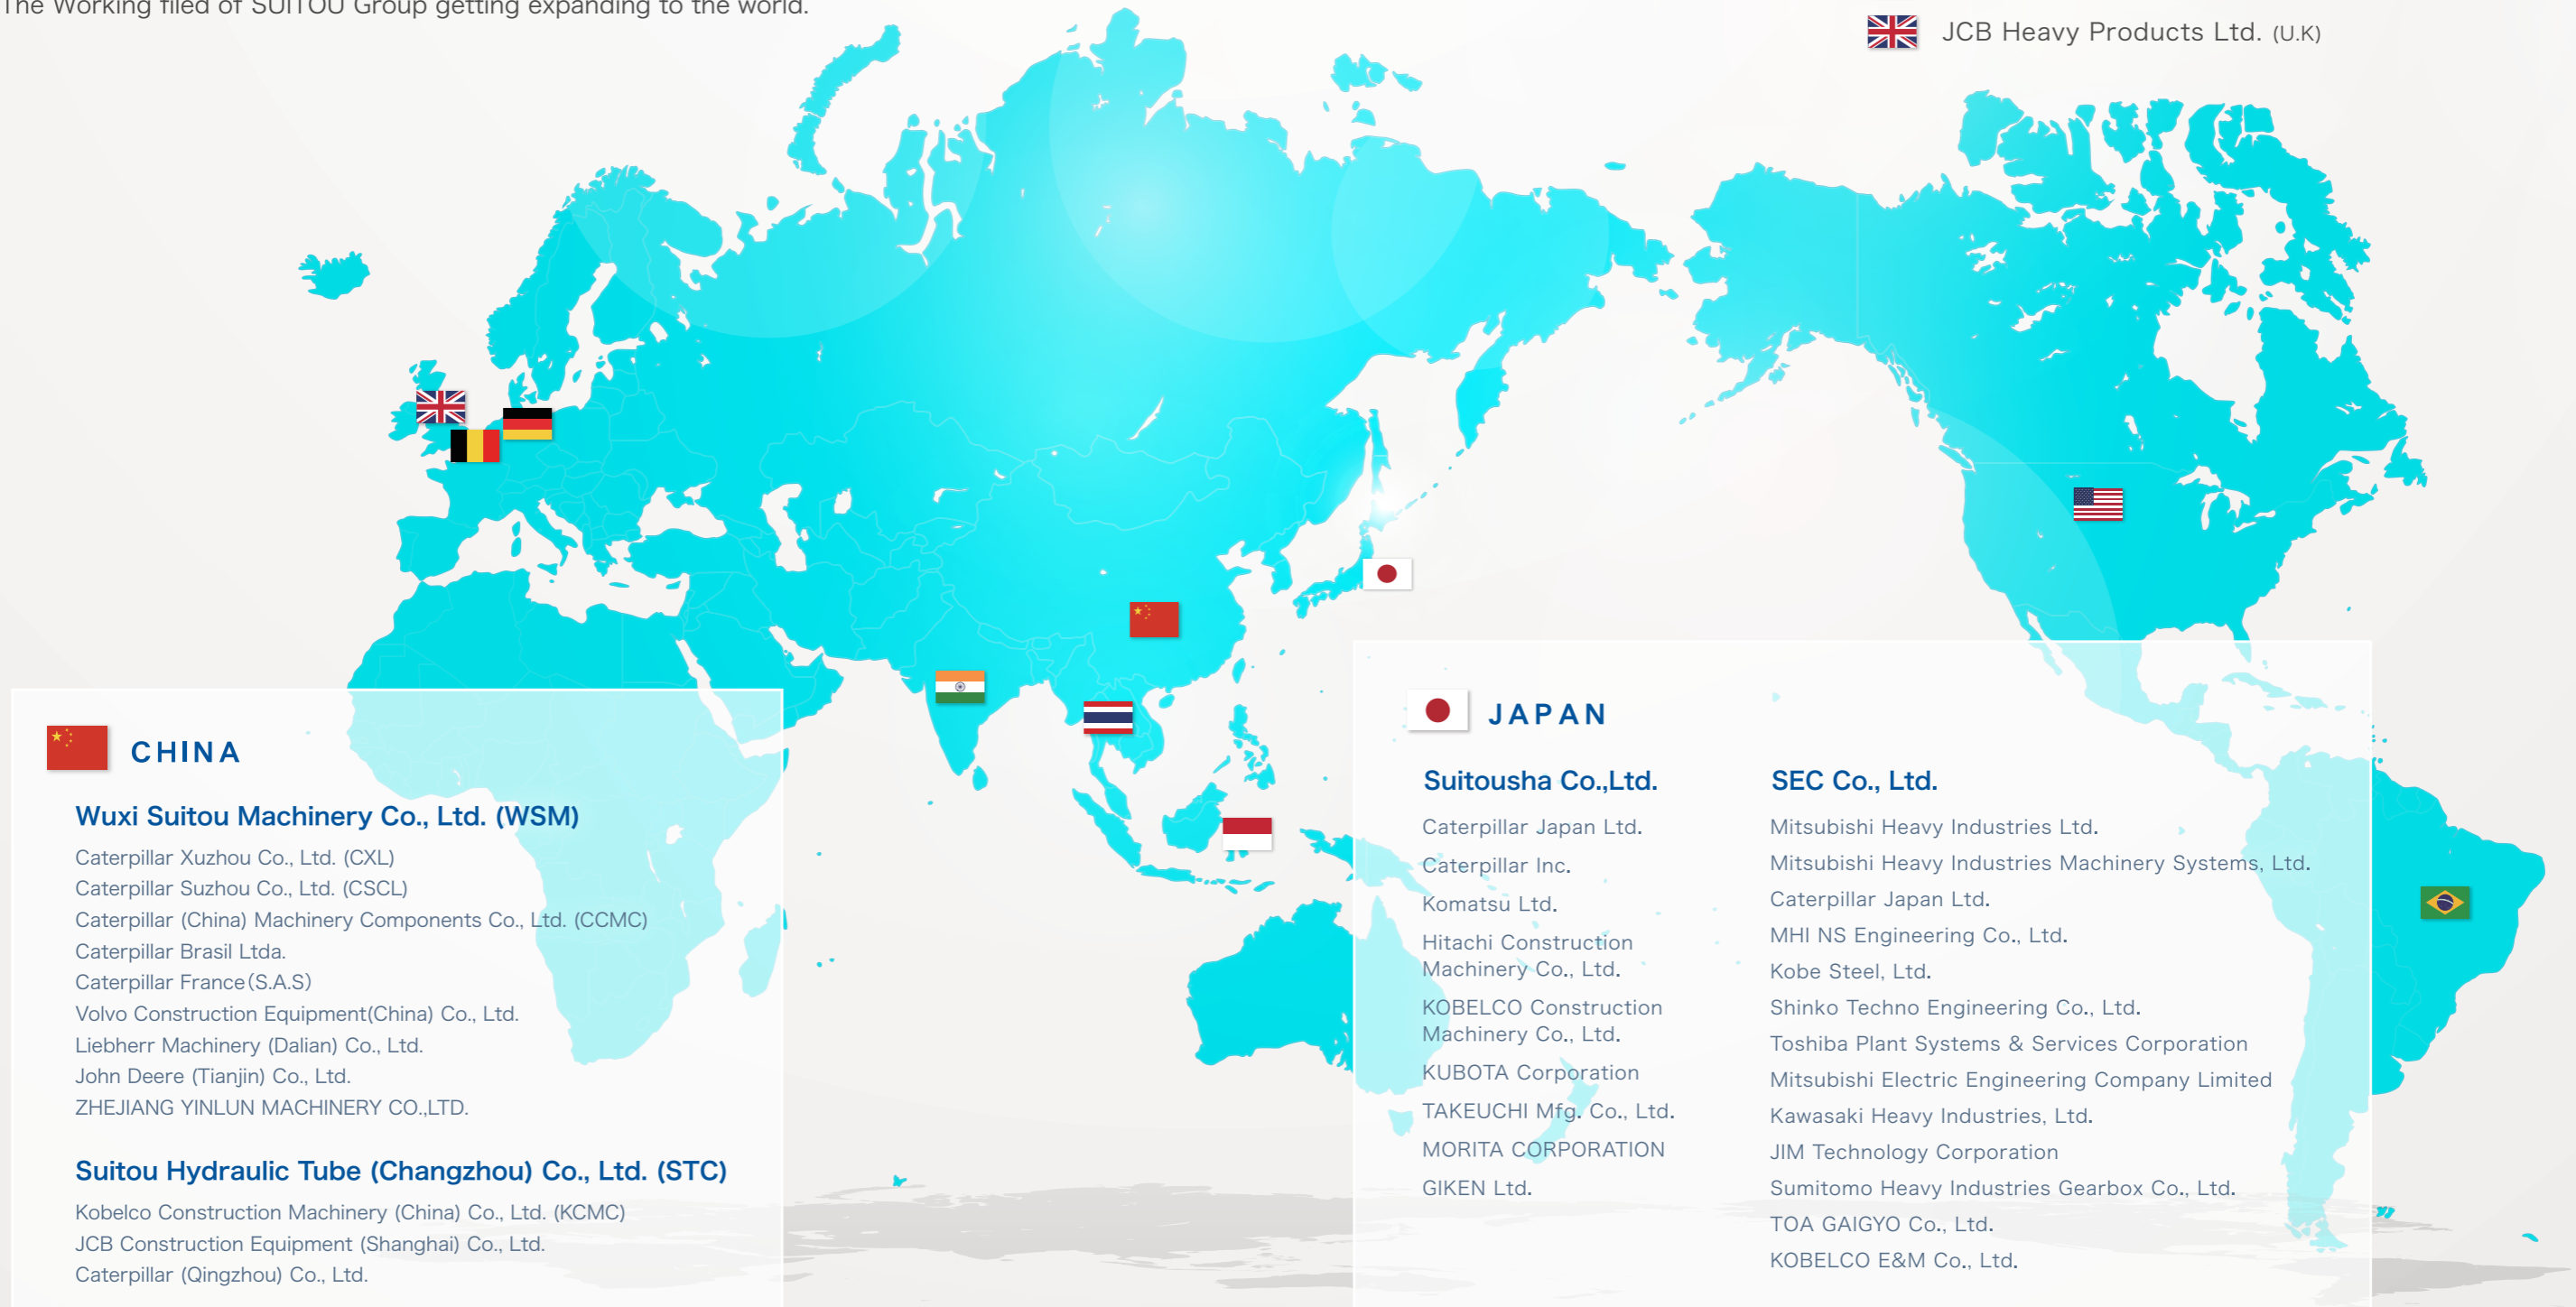 The Working filed of SUITOU Group getting expanding to the world.
JCB Heavy Products Ltd. (U.K)
CHINA
Wuxi Suitou Machinery Co., Ltd. (WSM)
Caterpillar Xuzhou Co., Ltd. (CXL)
Caterpillar Suzhou Co., Ltd. (CSCL)
Caterpillar (China) Machinery Components Co., Ltd. (CCMC)
Caterpillar Brasil Ltda.
Caterpillar France(S.A.S)
Volvo Construction Equipment(China) Co., Ltd.
Liebherr Machinery (Dalian) Co., Ltd.
John Deere (Tianjin) Co., Ltd.
ZHEJIANG YINLUN MACHINERY CO.,LTD.
Suitou Hydraulic Tube (Changzhou) Co., Ltd. (STC)
Kobelco Construction Machinery (China) Co., Ltd. (KCMC)
JCB Construction Equipment (Shanghai) Co., Ltd.
Caterpillar (Qingzhou) Co., Ltd.
JAPAN
Suitousha Co.,Ltd.
Caterpillar Japan Ltd.
Caterpillar Inc.
Komatsu Ltd.
Hitachi Construction
Machinery Co., Ltd.
KOBELCO Construction
Machinery Co., Ltd.
KUBOTA Corporation
TAKEUCHI Mfg. Co., Ltd.
MORITA CORPORATION
GIKEN Ltd.
SEC Co., Ltd.
Mitsubishi Heavy Industries Ltd.
Mitsubishi Heavy Industries Machinery Systems, Ltd.
Caterpillar Japan Ltd.
MHI NS Engineering Co., Ltd.
Kobe Steel, Ltd.
Shinko Techno Engineering Co., Ltd.
Toshiba Plant Systems & Services Corporation
Mitsubishi Electric Engineering Company Limited
Kawasaki Heavy Industries, Ltd.
JIM Technology Corporation
Sumitomo Heavy Industries Gearbox Co., Ltd.
TOA GAIGYO Co., Ltd.
KOBELCO E&M Co., Ltd.